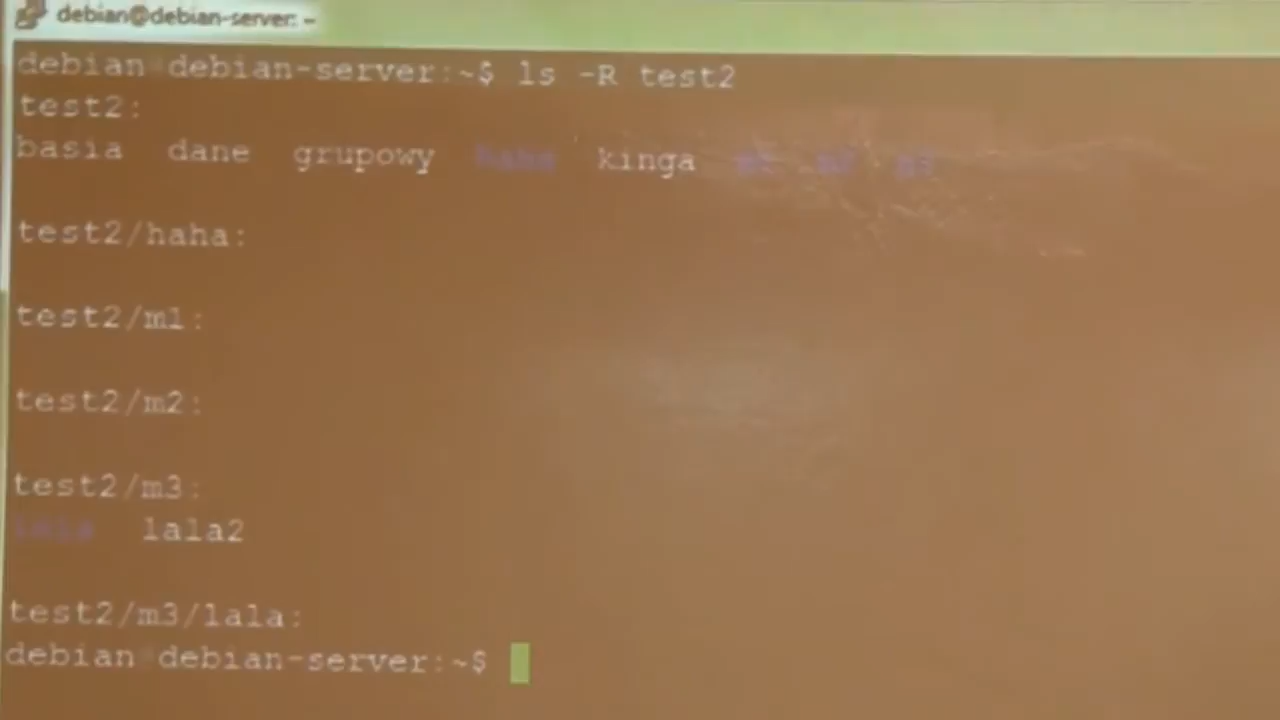 debian@debian-server: ~
debian@debian-server:~$ ls -R test2
test2:
basia dane grupowy haha kinga m1 m2 m3

test2/haha:

test2/m1:

test2/m2:

test2/m3:
lala lala2

test2/m3/lala:
debian@debian-server:~$